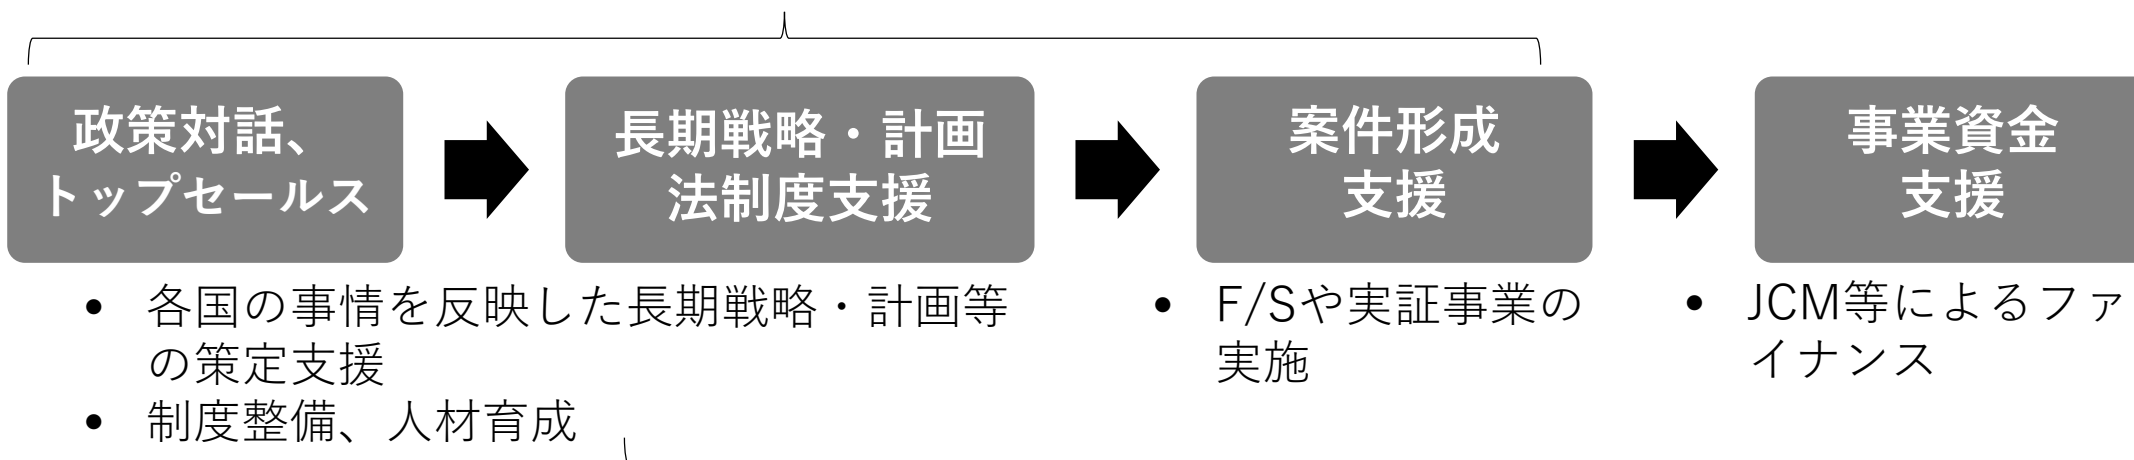 政策対話、
トップセールス
長期戦略・計画
法制度支援
案件形成
支援
事業資金
支援
• 各国の事情を反映した長期戦略・計画等
の策定支援
• 制度整備、人材育成
• F/Sや実証事業の
実施
• JCM等によるファ
イナンス